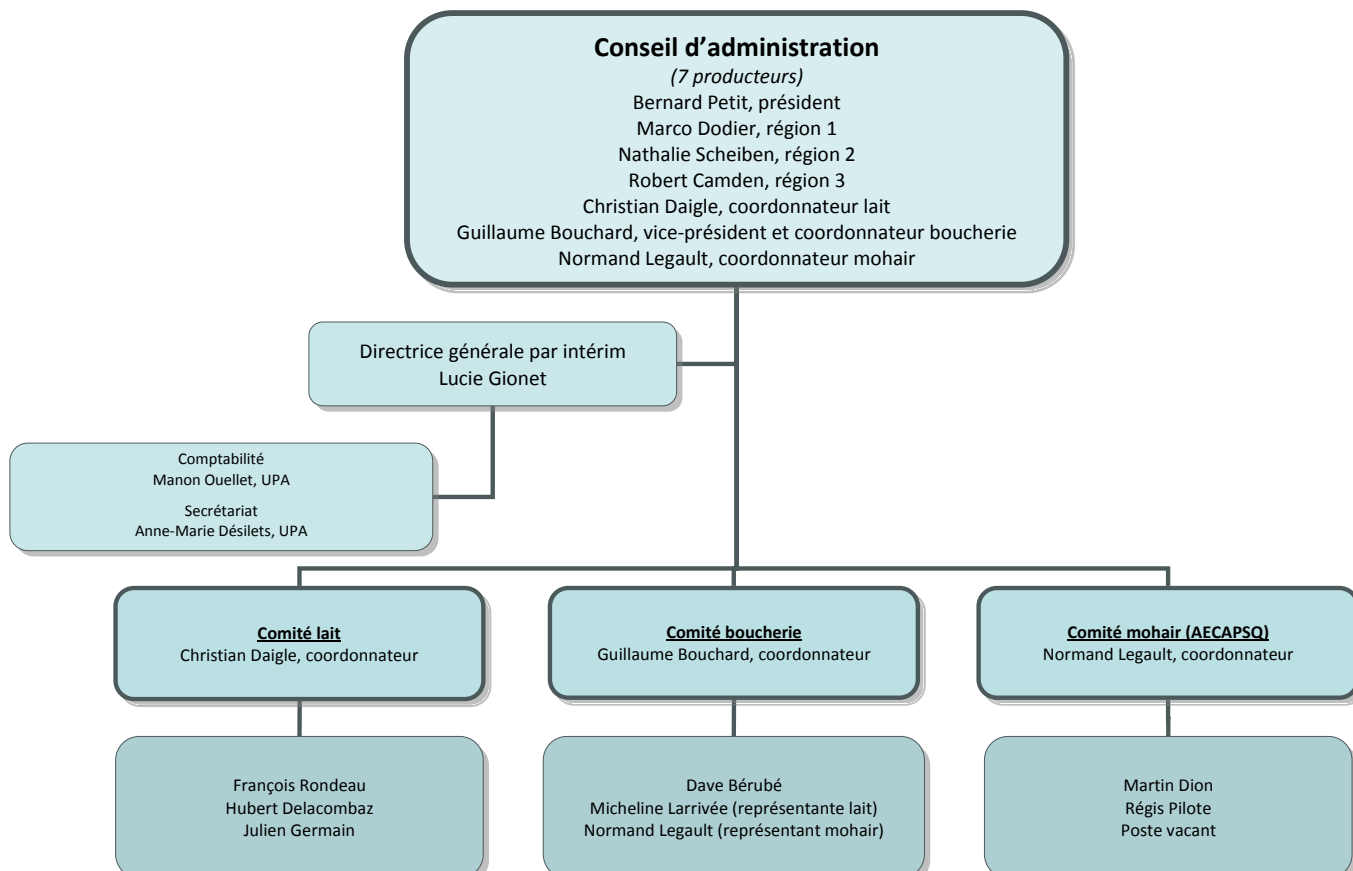 Conseil d'administration
(7 producteurs)
Bernard Petit, président
Marco Dodier, région 1
Nathalie Scheiben, région 2
Robert Camden, région 3
Christian Daigle, coordonnateur lait
Guillaume Bouchard, vice-président et coordonnateur boucherie
Normand Legault, coordonnateur mohair
Directrice générale par intérim
Lucie Gionet
Comptabilité
Manon Ouellet, UPA
Secrétariat
Anne-Marie Désilets, UPA
Comité lait
Christian Daigle, coordonnateur
Comité boucherie
Guillaume Bouchard, coordonnateur
Comité mohair (AECAPSQ)
Normand Legault, coordonnateur
François Rondeau
Hubert Delacombaz
Julien Germain
Dave Bérubé
Micheline Larrivée (représentante lait)
Normand Legault (représentant mohair)
Martin Dion
Régis Pilote
Poste vacant